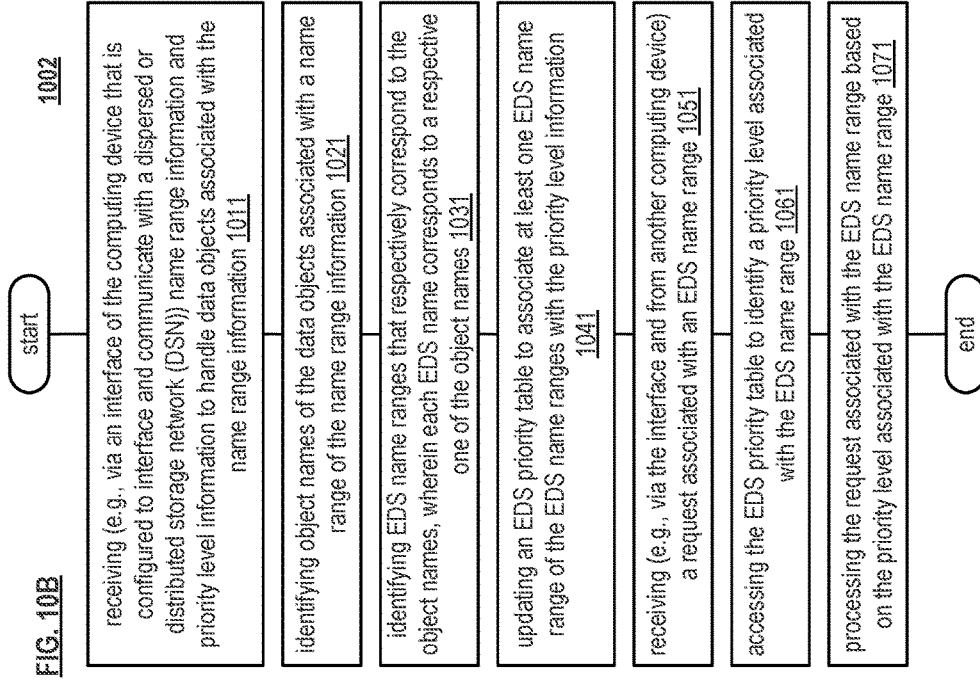 FIG. 10B
1002
start
receiving (e.g., via an interface of the computing device that is
configured to interface and communicate with a dispersed or
distributed storage network (DSN)) name range information and
priority level information to handle data objects associated with the
name range information 1011
identifying object names of the data objects associated with a name
range of the name range information 1021
identifying EDS name ranges that respectively correspond to the
object names, wherein each EDS name corresponds to a respective
one of the object names 1031
updating an EDS priority table to associate at least one EDS name
range of the EDS name ranges with the priority level information
1041
receiving (e.g., via the interface and from another computing device)
a request associated with an EDS name range 1051
accessing the EDS priority table to identify a priority level associated
with the EDS name range 1061
processing the request associated with the EDS name range based
on the priority level associated with the EDS name range 1071
end